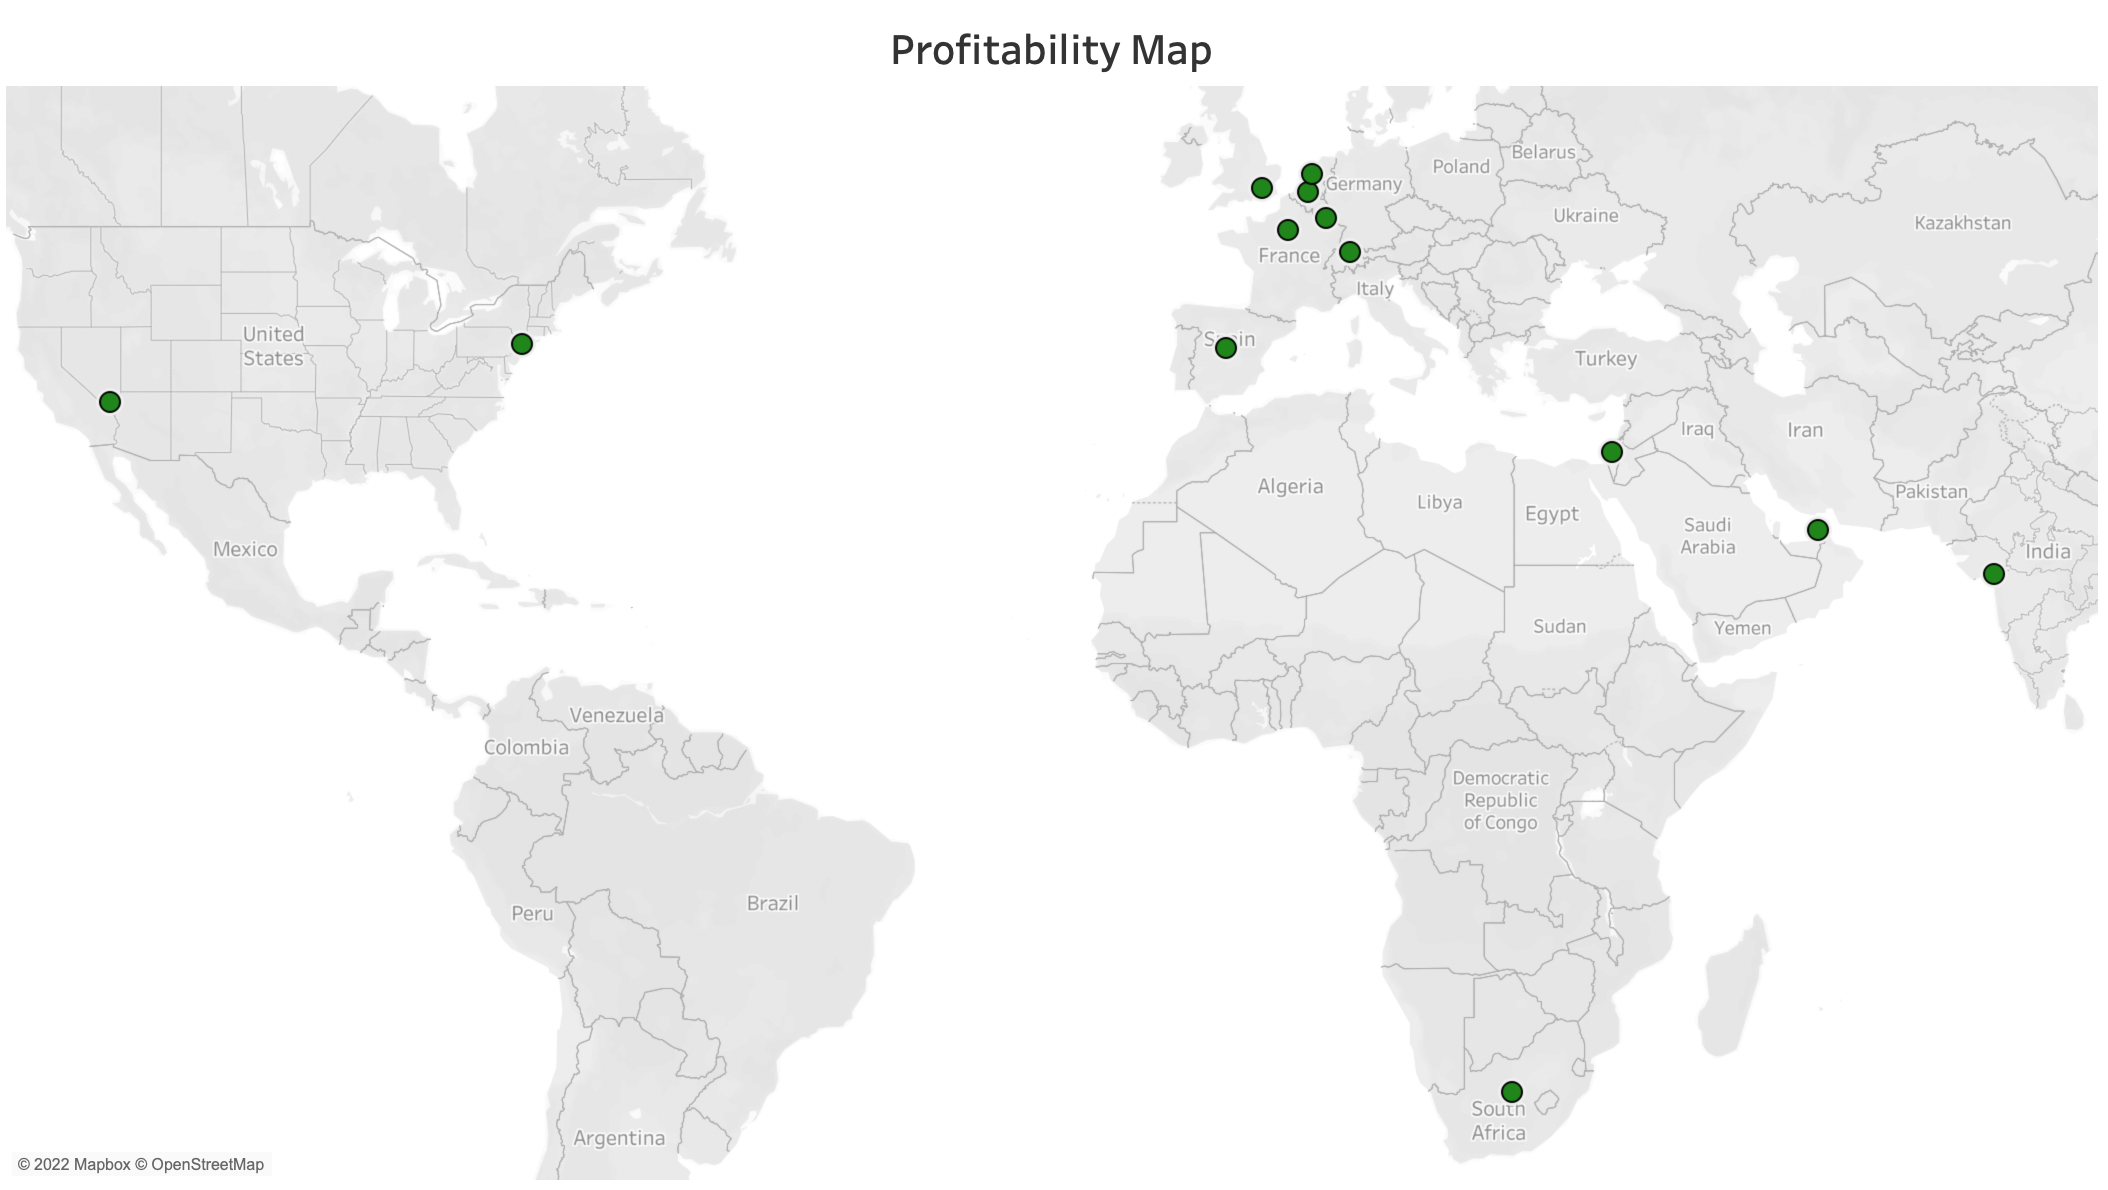 Profitability Map
Belarus
Poland
Germany
Ukraine
Kazakhstan
France
Italy
United
States
Spain
Turkey
Iraq
Iran
Algeria
Libya
Egypt
Pakistan
Saudi
Arabia
Mexico
India
Sudan
Yemen
Venezuela
Colombia
Democratic
Republic
of Congo
Brazil
Peru
South
Africa
Argentina
© 2022 Mapbox © OpenStreetMap